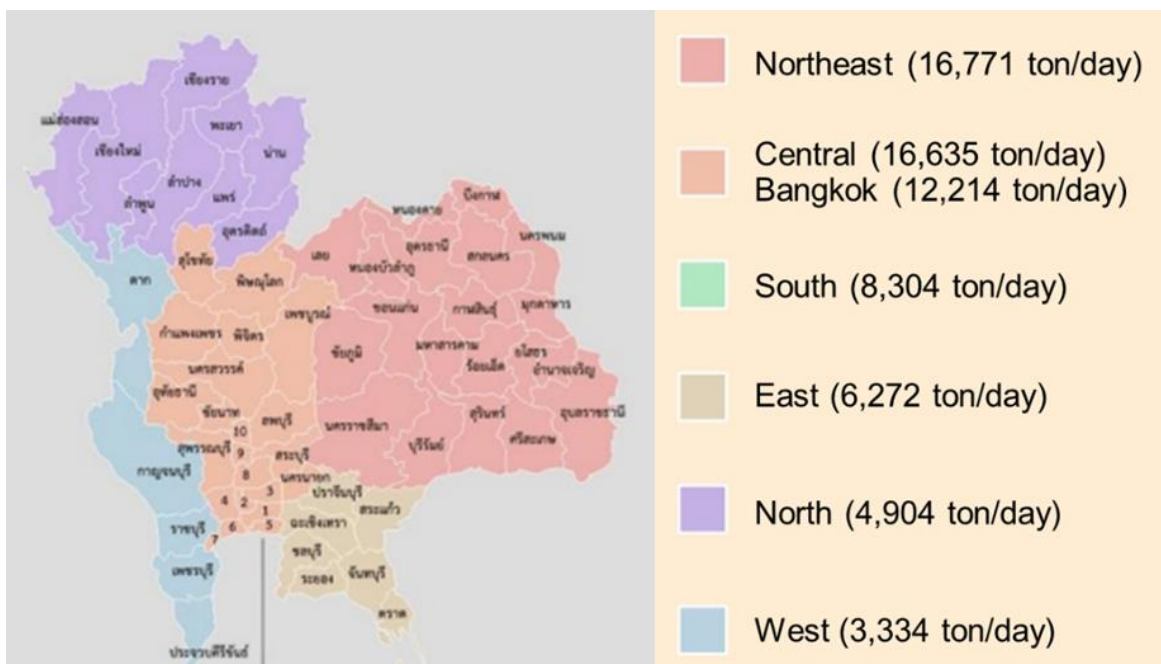 เชียงราย
แม่ฮ่องสอน
พะเยา
เชียงใหม่
น่าน
ลำปาง
แพร่
ลำพูน
อุตรดิตถ์
บึงกาฬ
หนองคาย
นครพนม
อุดรธานี
สกลนคร
เลย
หนองบัวลำภู
สุโขทัย
ตาก
พิษณุโลก
เพชรบูรณ์
ขอนแก่น
กาฬสินธุ์
มุกดาหาร
กำแพงเพชร
พิจิตร
ชัยภูมิ
มหาสารคาม
ร้อยเอ็ด
ยโสธร
อำนาจเจริญ
นครสวรรค์
อุทัยธานี
ชัยนาท
ลพบุรี
นครราชสีมา
บุรีรัมย์
สุรินทร์
ศรีสะเกษ
อุบลราชธานี
10
สุพรรณบุรี
9
สระบุรี
กาญจนบุรี
8
นครนายก
ปราจีนบุรี
4
2
3
1
สระแก้ว
ราชบุรี
6
5
ฉะเชิงเทรา
7
ชลบุรี
เพชรบุรี
ระยอง
จันทบุรี
ตราด
ประจวบคีรีขันธ์
Northeast (16,771 ton/day)
Central (16,635 ton/day)
Bangkok (12,214 ton/day)
South (8,304 ton/day)
East (6,272 ton/day)
North (4,904 ton/day)
West (3,334 ton/day)